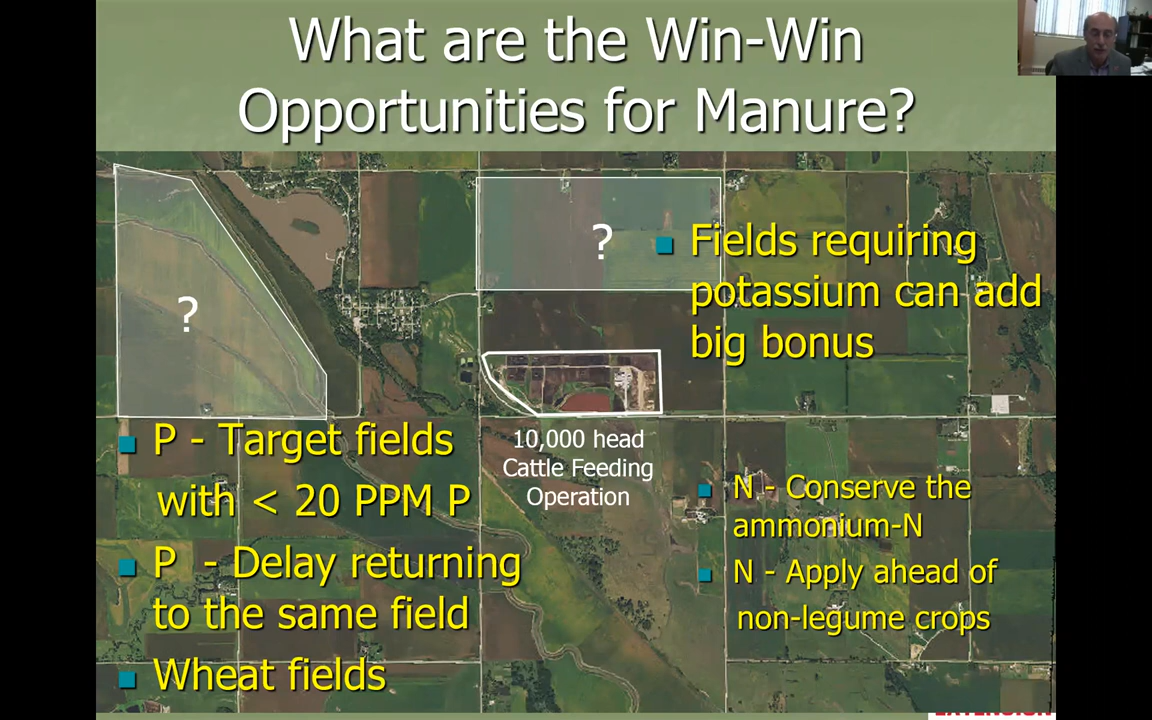 What are the Win-Win
Opportunities for Manure?
?
?
Fields requiring
potassium can add
big bonus
P - Target fields
with < 20 PPM P
P - Delay returning
to the same field
Wheat fields
10,000 head
Cattle Feeding
Operation
N - Conserve the
ammonium-N
N - Apply ahead of
non-legume crops